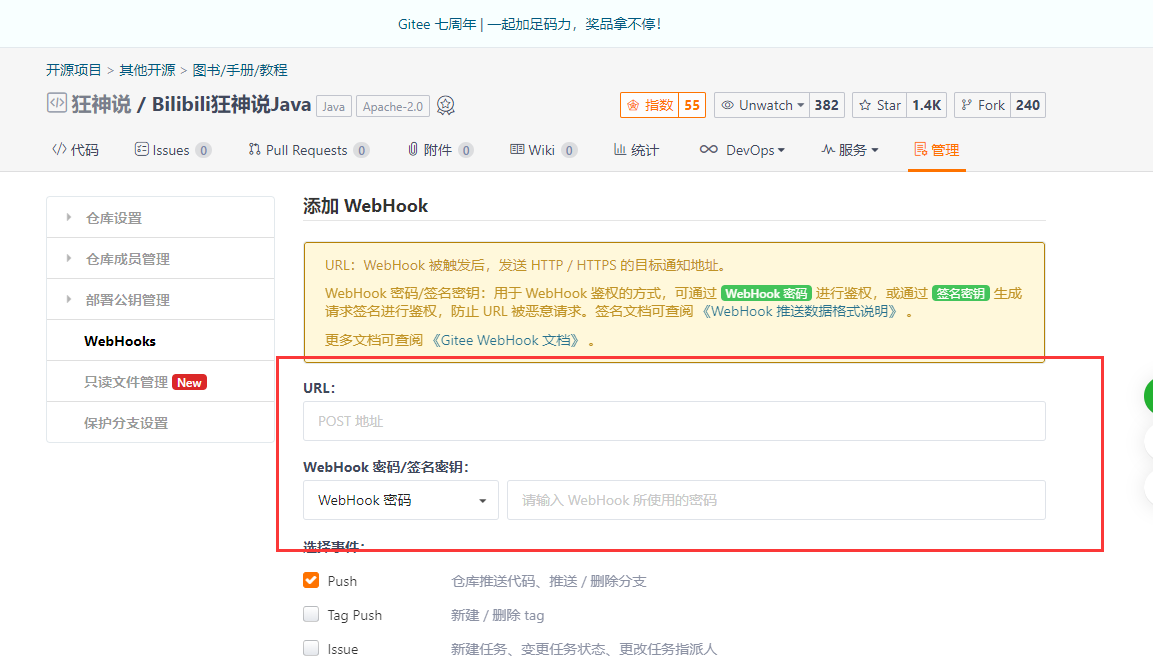 Gitee 七周年 | 一起加足码力，奖品拿不停！
开源项目 > 其他开源 > 图书/手册/教程
狂神说 / Bilibili狂神说Java Java Apache-2.0 指数 55 Unwatch 382 Star 1.4K Fork 240
代码 Issues 0 Pull Requests 0 附件 0 Wiki 0 统计 DevOps 服务 管理
仓库设置
仓库成员管理
部署公钥管理
WebHooks
只读文件管理 New
保护分支设置
添加 WebHook
URL：WebHook 被触发后，发送 HTTP / HTTPS 的目标通知地址。
WebHook 密码/签名密钥：用于 WebHook 鉴权的方式，可通过 WebHook 密码 进行鉴权，或通过 签名密钥 生成
请求签名进行鉴权，防止 URL 被恶意请求。签名文档可查阅 《WebHook 推送数据格式说明》 。
更多文档可查阅 《Gitee WebHook 文档》 。
URL：
POST 地址
WebHook 密码/签名密钥：
WebHook 密码 请输入 WebHook 所使用的密码
选择事件：
Push 仓库推送代码、推送 / 删除分支
Tag Push 新建 / 删除 tag
Issue 新建任务、变更任务状态、更改任务指派人